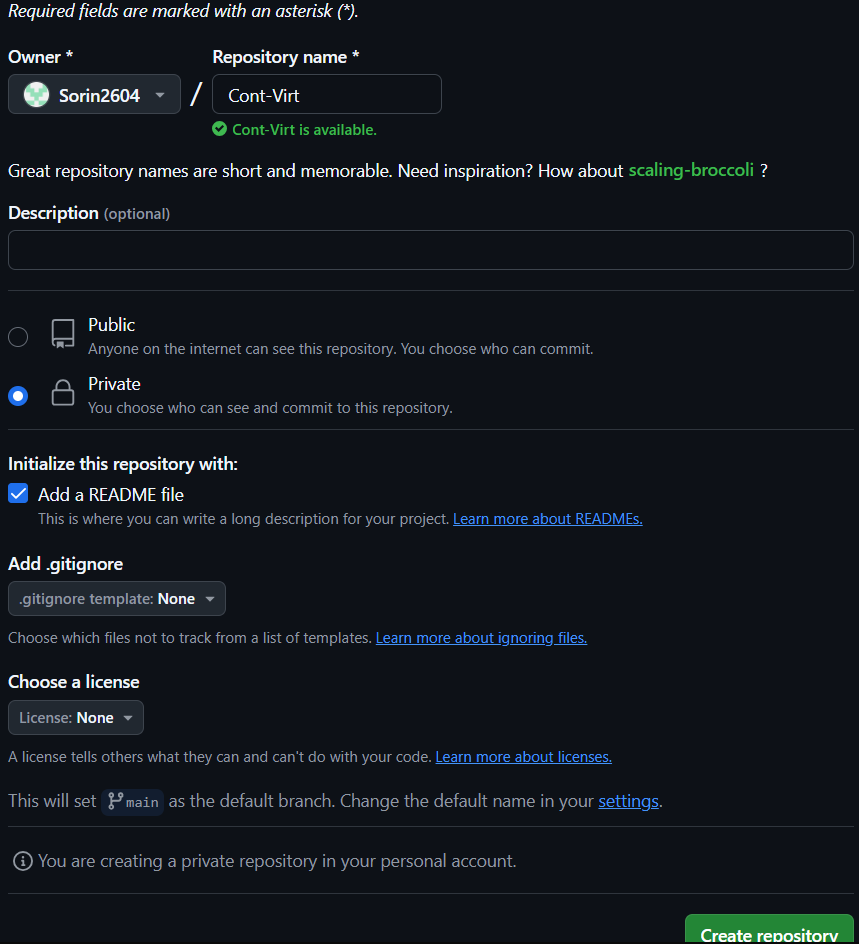 Required fields are marked with an asterisk (*).
Owner * Repository name *
Sorin2604 / Cont-Virt
Cont-Virt is available.
Great repository names are short and memorable. Need inspiration? How about scaling-broccoli ?
Description (optional)
Public
Anyone on the internet can see this repository. You choose who can commit.
Private
You choose who can see and commit to this repository.
Initialize this repository with:
Add a README file
This is where you can write a long description for your project. Learn more about READMEs.
Add .gitignore
.gitignore template: None
Choose which files not to track from a list of templates. Learn more about ignoring files.
Choose a license
License: None
A license tells others what they can and can't do with your code. Learn more about licenses.
This will set main as the default branch. Change the default name in your settings.
You are creating a private repository in your personal account.
Create repository